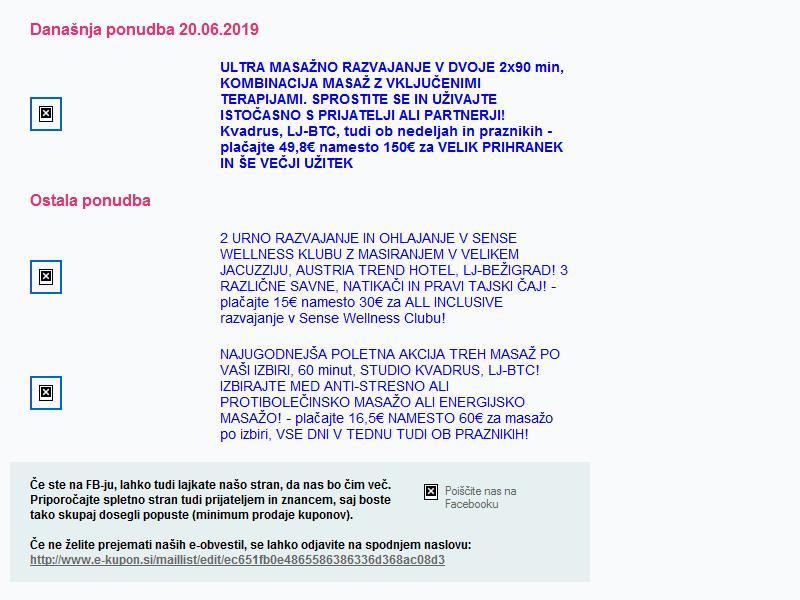 Današnja ponudba 20.06.2019
ULTRA MASAŽNO RAZVAJANJE V DVOJE 2x90 min,
KOMBINACIJA MASAŽ Z VKLJUČENIMI
TERAPIJAMI. SPROSTITE SE IN UŽIVAJTE
ISTOČASNO S PRIJATELJI ALI PARTNERJI!
Kvadrus, LJ-BTC, tudi ob nedeljah in praznikih -
plačajte 49,8€ namesto 150€ za VELIK PRIHRANEK
IN ŠE VEČJI UŽITEK
Ostala ponudba
2 URNO RAZVAJANJE IN OHLAJANJE V SENSE
WELLNESS KLUBU Z MASIRANJEM V VELIKEM
JACUZZIJU, AUSTRIA TREND HOTEL, LJ-BEŽIGRAD! 3
RAZLIČNE SAVNE, NATIKAČI IN PRAVI TAJSKI ČAJ! -
plačajte 15€ namesto 30€ za ALL INCLUSIVE
razvajanje v Sense Wellness Clubu!
NAJUGODNEJŠA POLETNA AKCIJA TREH MASAŽ PO
VAŠI IZBIRI, 60 minut, STUDIO KVADRUS, LJ-BTC!
IZBIRAJTE MED ANTI-STRESNO ALI
PROTIBOLEČINSKO MASAŽO ALI ENERGIJSKO
MASAŽO! - plačajte 16,5€ NAMESTO 60€ za masažo
po izbiri, VSE DNI V TEDNU TUDI OB PRAZNIKIH!
Če ste na FB-ju, lahko tudi lajkate našo stran, da nas bo čim več.
Priporočajte spletno stran tudi prijateljem in znancem, saj boste
tako skupaj dosegli popuste (minimum prodaje kuponov).
Poiščite nas na
Facebooku
Če ne želite prejemati naših e-obvestil, se lahko odjavite na spodnjem naslovu:
http://www.e-kupon.si/maillist/edit/ec651fb0e4865586386336d368ac08d3